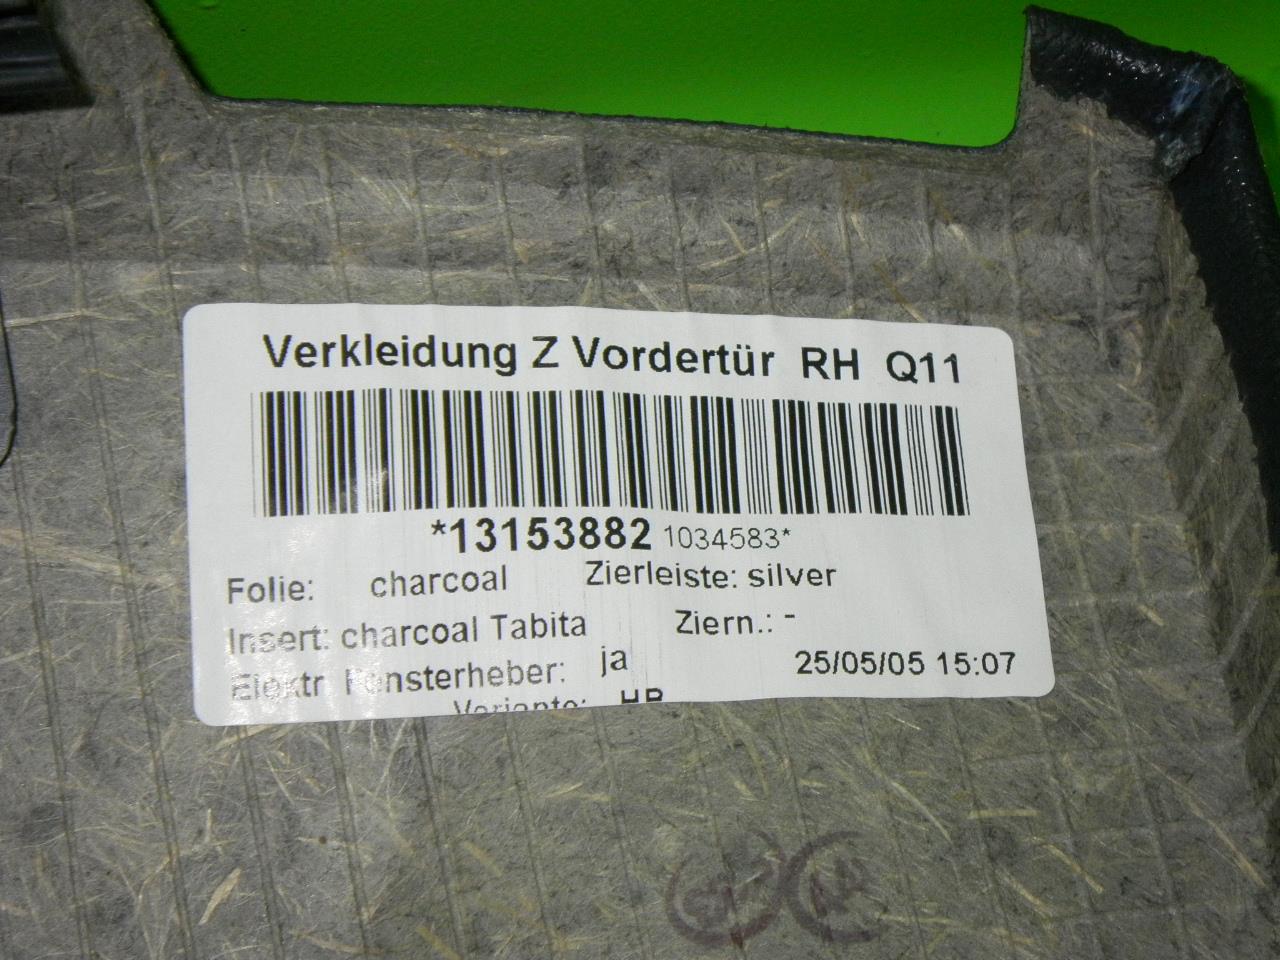 Verkleidung Z Vordertür RH Q11
*13153882 1034583*
Folie: charcoal Zierleiste: silver
Insert: charcoal Tabita Ziern.: -
Elektr Fensterheber: ja 25/05/05 15:07
Variante: